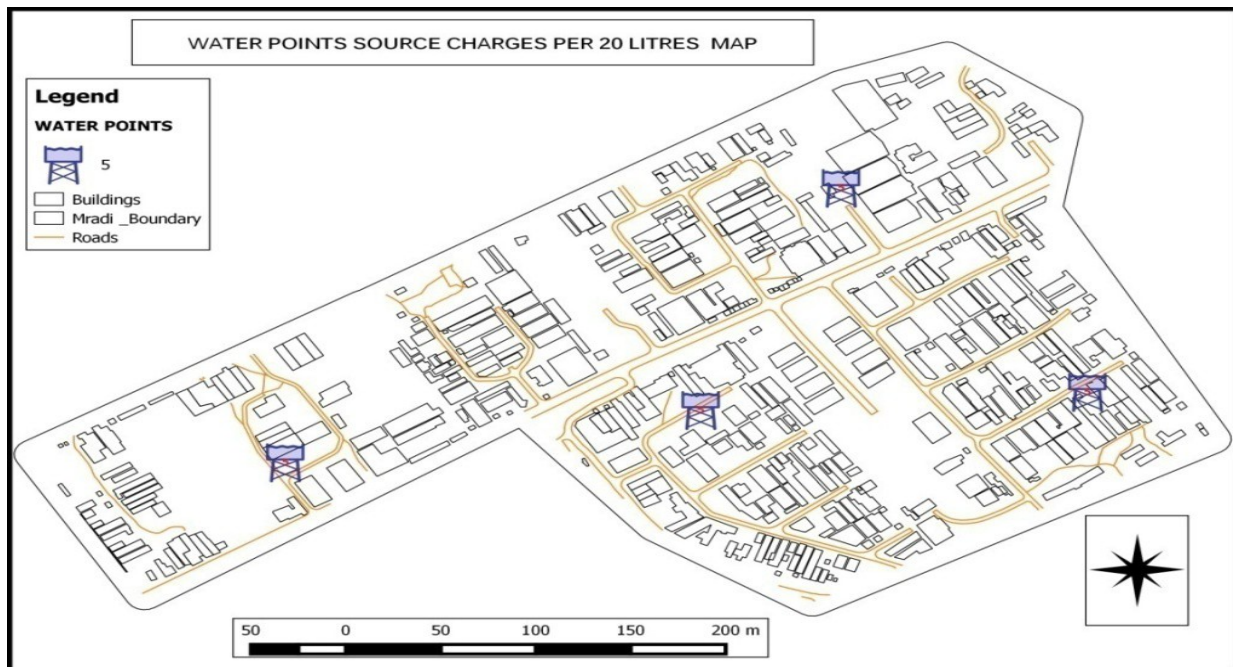 WATER POINTS SOURCE CHARGES PER 20 LITRES MAP
Legend
WATER POINTS
5
Buildings
Mradi _Boundary
Roads
50 0 50 100 150 200 m